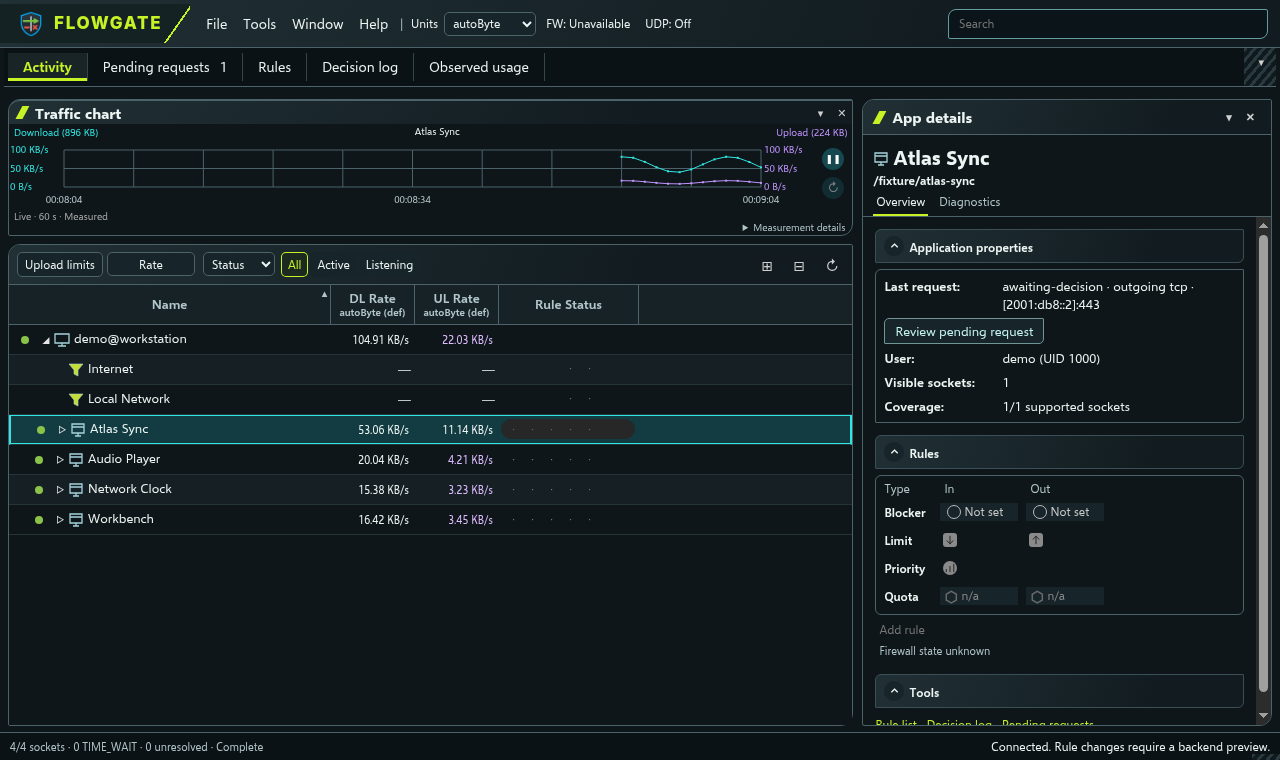 FLOWGATE
File Tools Window Help | Units autoByte FW: Unavailable UDP: Off Search
Activity Pending requests 1 Rules Decision log Observed usage
Traffic chart
Download (896 KB) Atlas Sync Upload (224 KB)
100 KB/s 100 KB/s
50 KB/s 50 KB/s
0 B/s 0 B/s
00:08:04 00:08:34 00:09:04
Live · 60 s · Measured
Measurement details
Upload limits Rate Status All Active Listening
Name DL Rate UL Rate Rule Status
autoByte (def) autoByte (def)
demo@workstation 104.91 KB/s 22.03 KB/s
Internet — —
Local Network — —
Atlas Sync 53.06 KB/s 11.14 KB/s
Audio Player 20.04 KB/s 4.21 KB/s
Network Clock 15.38 KB/s 3.23 KB/s
Workbench 16.42 KB/s 3.45 KB/s
App details
Atlas Sync
/fixture/atlas-sync
Overview Diagnostics
Application properties
Last request: awaiting-decision · outgoing tcp ·
[2001:db8::2]:443
Review pending request
User: demo (UID 1000)
Visible sockets: 1
Coverage: 1/1 supported sockets
Rules
Type In Out
Blocker Not set Not set
Limit
Priority
Quota n/a n/a
Add rule
Firewall state unknown
Tools
Rule list Decision log Pending requests
4/4 sockets · 0 TIME_WAIT · 0 unresolved · Complete
Connected. Rule changes require a backend preview.